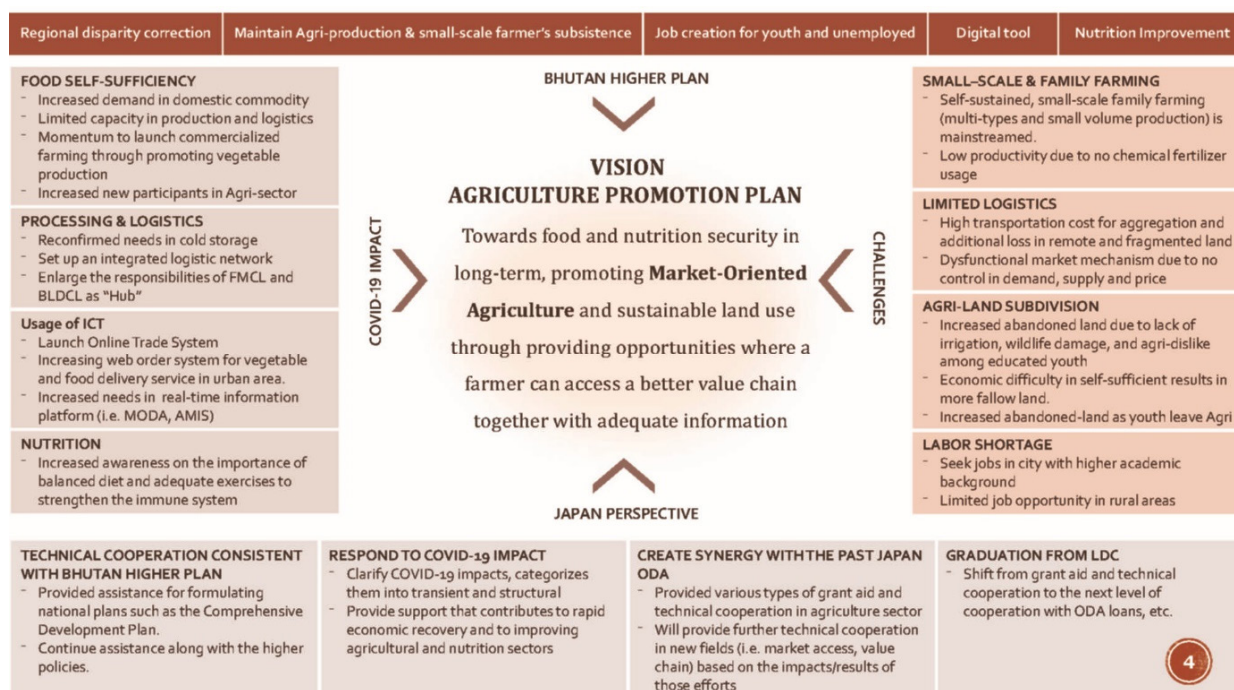 Regional disparity correction
Maintain Agri-production & small-scale farmer's subsistence
Job creation for youth and unemployed
Digital tool
Nutrition Improvement
FOOD SELF-SUFFICIENCY
- Increased demand in domestic commodity
- Limited capacity in production and logistics
- Momentum to launch commercialized
farming through promoting vegetable
production
- Increased new participants in Agri-sector
PROCESSING & LOGISTICS
- Reconfirmed needs in cold storage
- Set up an integrated logistic network
- Enlarge the responsibilities of FMCL and
BLDCL as "Hub"
Usage of ICT
- Launch Online Trade System
- Increasing web order system for vegetable
and food delivery service in urban area.
- Increased needs in real-time information
platform (i.e. MODA, AMIS)
NUTRITION
- Increased awareness on the importance of
balanced diet and adequate exercises to
strengthen the immune system
COVID-19 IMPACT
BHUTAN HIGHER PLAN
VISION
AGRICULTURE PROMOTION PLAN
Towards food and nutrition security in
long-term, promoting Market-Oriented
Agriculture and sustainable land use
through providing opportunities where a
farmer can access a better value chain
together with adequate information
JAPAN PERSPECTIVE
CHALLENGES
SMALL–SCALE & FAMILY FARMING
- Self-sustained, small-scale family farming
(multi-types and small volume production) is
mainstreamed.
- Low productivity due to no chemical fertilizer
usage
LIMITED LOGISTICS
- High transportation cost for aggregation and
additional loss in remote and fragmented land
- Dysfunctional market mechanism due to no
control in demand, supply and price
AGRI-LAND SUBDIVISION
- Increased abandoned land due to lack of
irrigation, wildlife damage, and agri-dislike
among educated youth
- Economic difficulty in self-sufficient results in
more fallow land.
- Increased abandoned-land as youth leave Agri
LABOR SHORTAGE
- Seek jobs in city with higher academic
background
- Limited job opportunity in rural areas
TECHNICAL COOPERATION CONSISTENT
WITH BHUTAN HIGHER PLAN
- Provided assistance for formulating
national plans such as the Comprehensive
Development Plan.
- Continue assistance along with the higher
policies.
RESPOND TO COVID-19 IMPACT
- Clarify COVID-19 impacts, categorizes
them into transient and structural
- Provide support that contributes to rapid
economic recovery and to improving
agricultural and nutrition sectors
CREATE SYNERGY WITH THE PAST JAPAN
ODA
- Provided various types of grant aid and
technical cooperation in agriculture sector
- Will provide further technical cooperation
in new fields (i.e. market access, value
chain) based on the impacts/results of
those efforts
GRADUATION FROM LDC
- Shift from grant aid and technical
cooperation to the next level of
cooperation with ODA loans, etc.
4